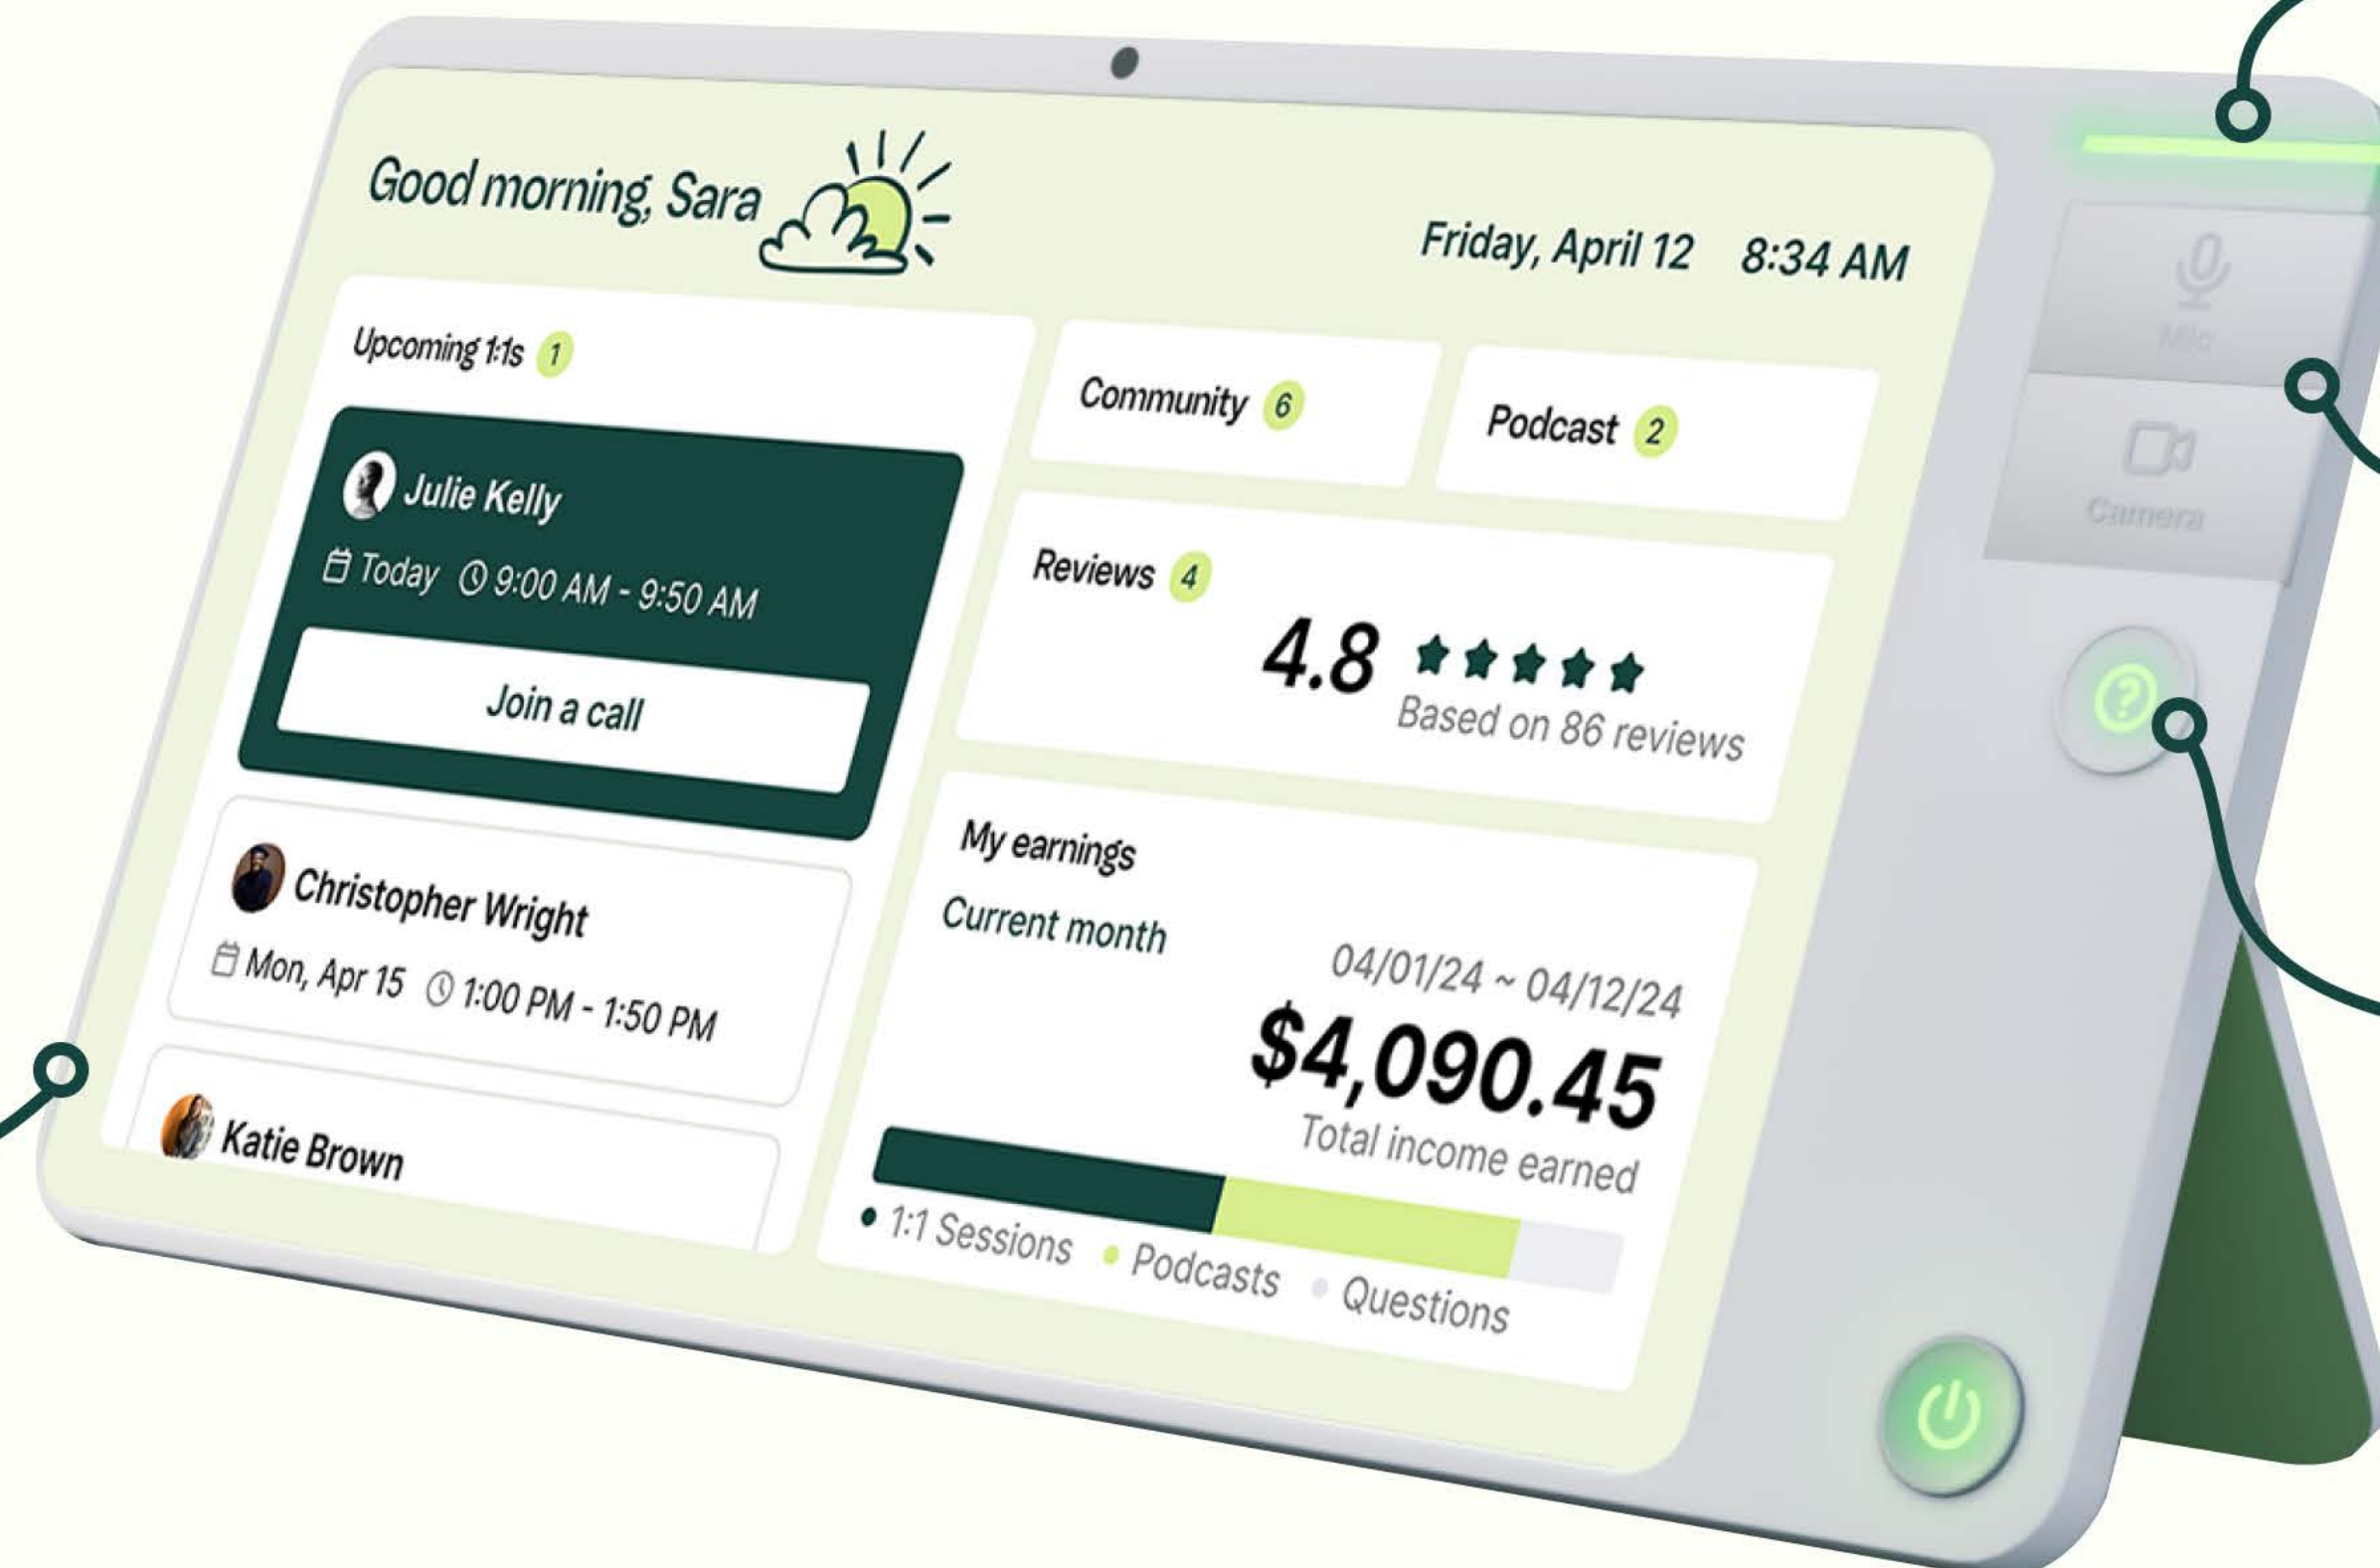 Good morning, Sara
Friday, April 12 8:34 AM
Upcoming 1:1s 1
Julie Kelly
Today 9:00 AM - 9:50 AM
Join a call
Christopher Wright
Mon, Apr 15 1:00 PM - 1:50 PM
Katie Brown
Community 6
Podcast 2
Reviews 4
4.8
Based on 86 reviews
My earnings
Current month
04/01/24 ~ 04/12/24
$4,090.45
Total income earned
1:1 Sessions Podcasts Questions
Mic
Camera
?